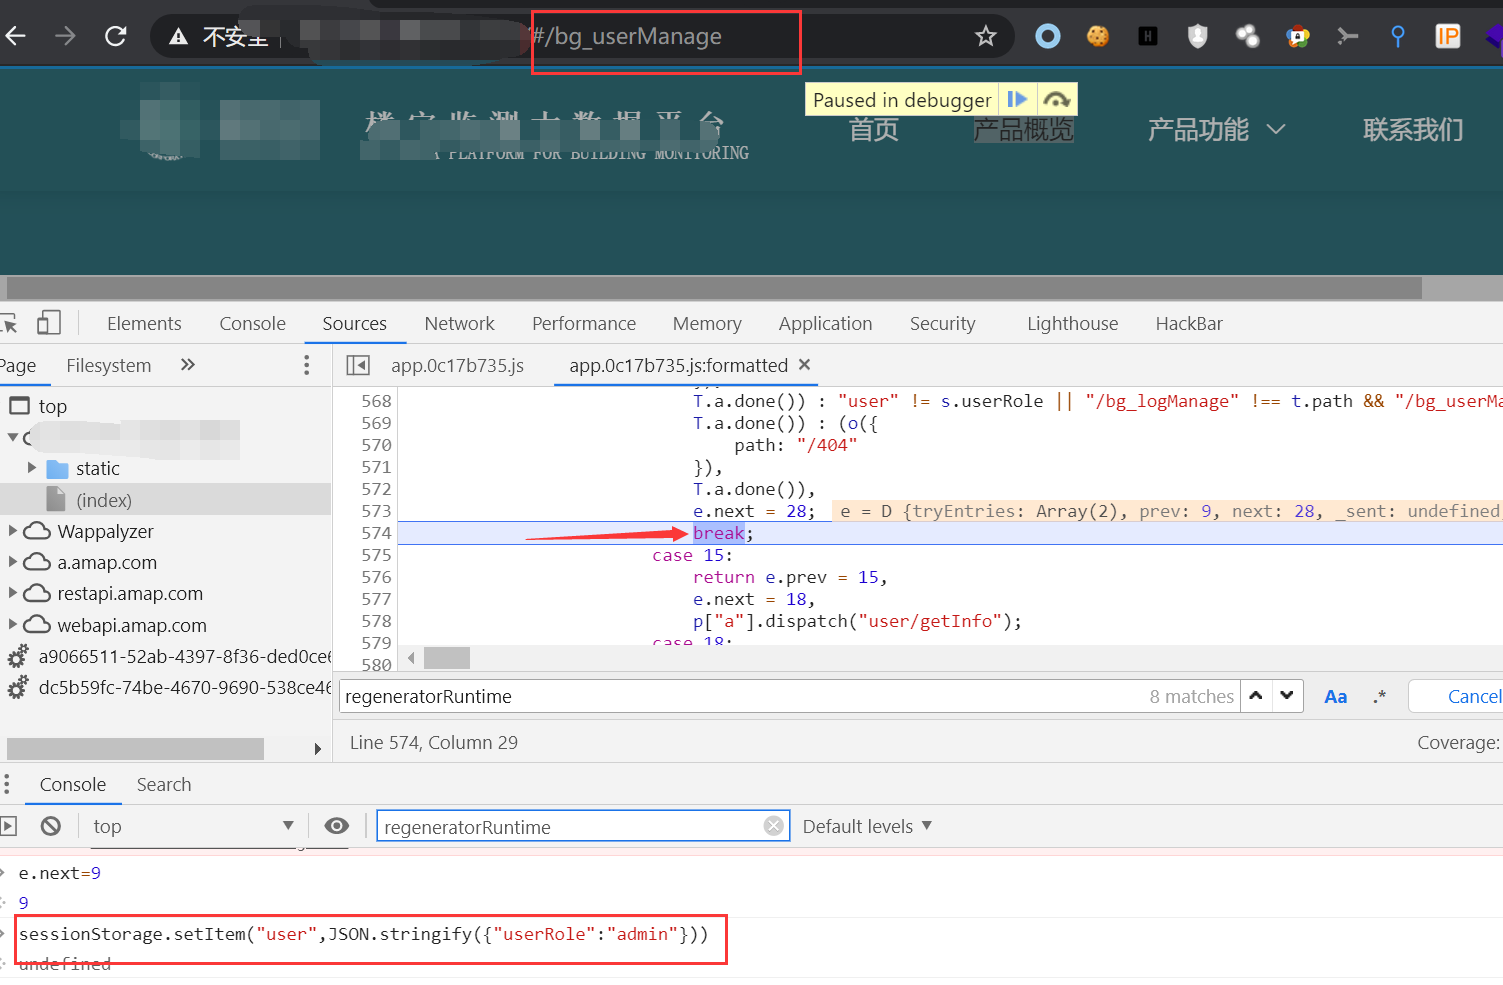 不安全
#/bg_userManage
Paused in debugger
首页
产品概览
产品功能
联系我们
A PLATFORM FOR BUILDING MONITORING
Elements
Console
Sources
Network
Performance
Memory
Application
Security
Lighthouse
HackBar
Page
Filesystem
app.0c17b735.js
app.0c17b735.js:formatted
top
static
(index)
Wappalyzer
a.amap.com
restapi.amap.com
webapi.amap.com
a9066511-52ab-4397-8f36-ded0ce6
dc5b59fc-74be-4670-9690-538ce46
568 T.a.done()) : "user" != s.userRole || "/bg_logManage" !== t.path && "/bg_userMa
569 T.a.done()) : (o({
570 path: "/404"
571 }),
572 T.a.done()),
573 e.next = 28; e = D {tryEntries: Array(2), prev: 9, next: 28, _sent: undefined
574 break;
575 case 15:
576 return e.prev = 15,
577 e.next = 18,
578 p["a"].dispatch("user/getInfo");
579 case 18:
580
regeneratorRuntime
8 matches
Aa
.*
Cancel
Line 574, Column 29
Coverage:
Console
Search
top
regeneratorRuntime
Default levels
e.next=9
9
sessionStorage.setItem("user",JSON.stringify({"userRole":"admin"}))
undefined